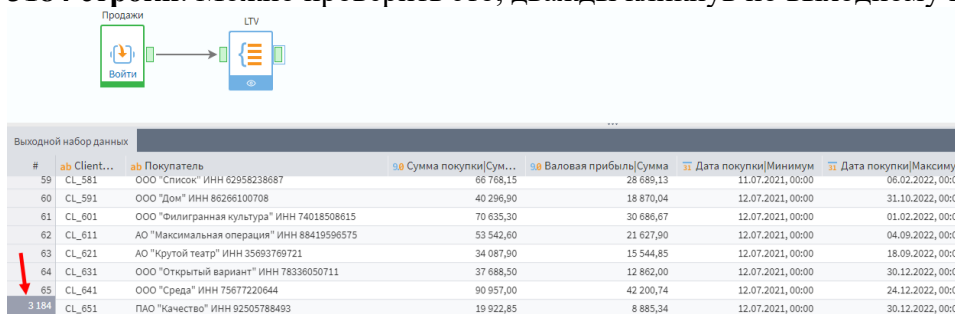 Продажи
LTV
Войти
Выходной набор данных
# ab Client... ab Покупатель 9.0 Сумма покупки|Сум... 9.0 Валовая прибыль|Сумма 31 Дата покупки|Минимум 31 Дата покупки|Максиму
59 CL_581 ООО "Список" ИНН 62958238687 66 768,15 28 689,13 11.07.2021, 00:00 06.02.2022, 00:0
60 CL_591 ООО "Дом" ИНН 86266100708 40 296,90 18 870,04 12.07.2021, 00:00 31.10.2022, 00:0
61 CL_601 ООО "Филигранная культура" ИНН 74018508615 70 635,30 30 686,67 12.07.2021, 00:00 01.02.2022, 00:0
62 CL_611 АО "Максимальная операция" ИНН 88419596575 53 542,60 21 627,90 12.07.2021, 00:00 04.09.2022, 00:0
63 CL_621 АО "Крутой театр" ИНН 35693769721 34 087,90 15 544,85 12.07.2021, 00:00 18.09.2022, 00:0
64 CL_631 ООО "Открытый вариант" ИНН 78336050711 37 688,50 12 862,00 12.07.2021, 00:00 30.12.2022, 00:0
65 CL_641 ООО "Среда" ИНН 75677220644 90 957,00 42 200,74 12.07.2021, 00:00 24.12.2022, 00:0
3 184 CL_651 ПАО "Качество" ИНН 92505788493 19 922,85 8 885,34 12.07.2021, 00:00 30.12.2022, 00:0